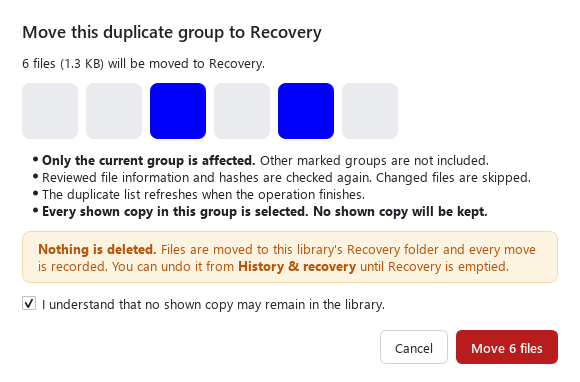 Move this duplicate group to Recovery
6 files (1.3 KB) will be moved to Recovery.
• Only the current group is affected. Other marked groups are not included.
• Reviewed file information and hashes are checked again. Changed files are skipped.
• The duplicate list refreshes when the operation finishes.
• Every shown copy in this group is selected. No shown copy will be kept.
Nothing is deleted. Files are moved to this library's Recovery folder and every move
is recorded. You can undo it from History & recovery until Recovery is emptied.
I understand that no shown copy may remain in the library.
Cancel
Move 6 files